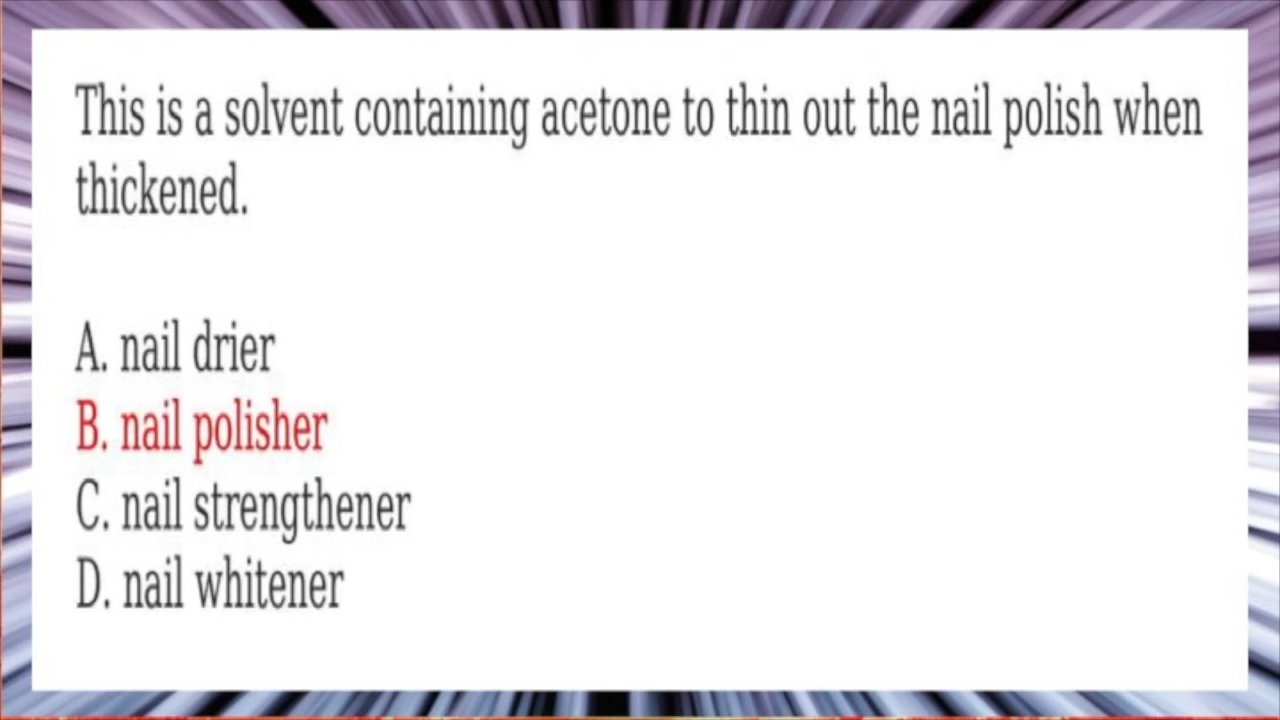 This is a solvent containing acetone to thin out the nail polish when
thickened.
A. nail drier
B. nail polisher
C. nail strengthener
D. nail whitener